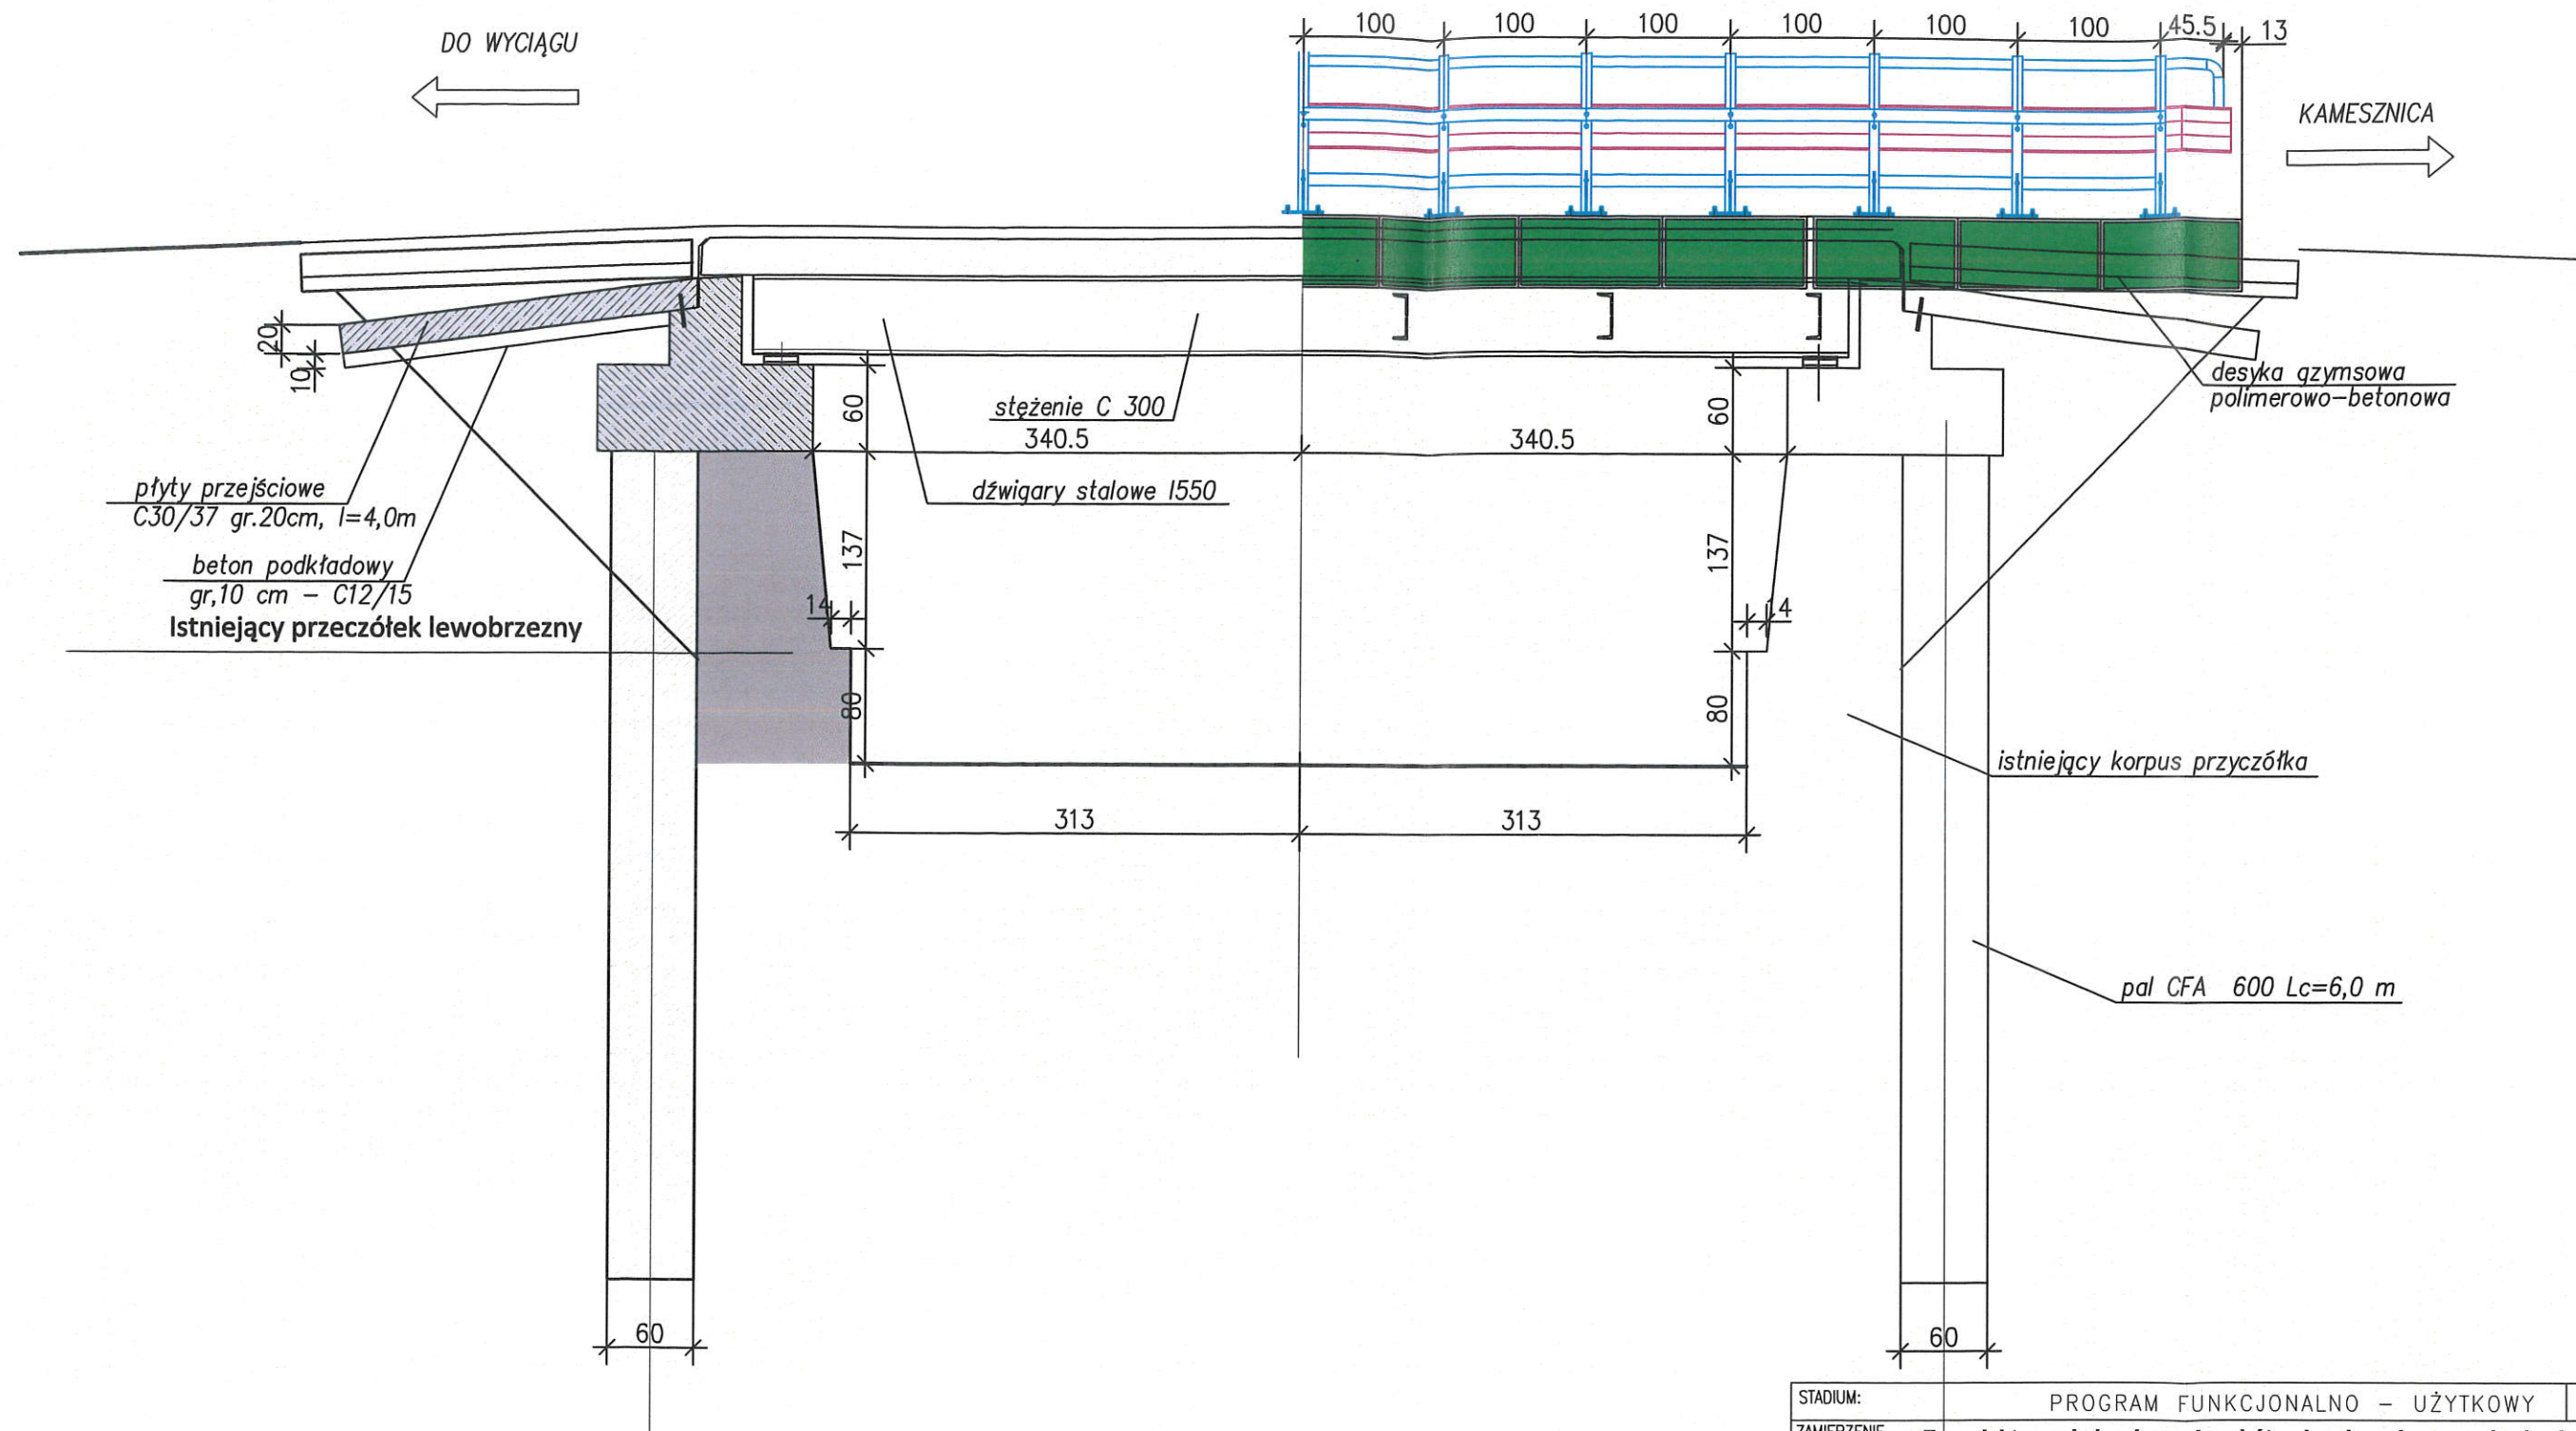 DO WYCIĄGU
100 100 100 100 100 100 45.5 13
KAMESZNICA
20
10
60
60
stężenie C 300
340.5
340.5
desyka gzymsowa
polimerowo-betonowa
płyty przejściowe
C30/37 gr.20cm, l=4,0m
dźwigary stalowe I550
beton podkładowy
gr,10 cm - C12/15
137
137
Istniejący przeczółek lewobrzezny
14
14
80
80
istniejący korpus przyczółka
313
313
pal CFA 600 Lc=6,0 m
60
60
STADIUM:
PROGRAM FUNKCJONALNO - UŻYTKOWY